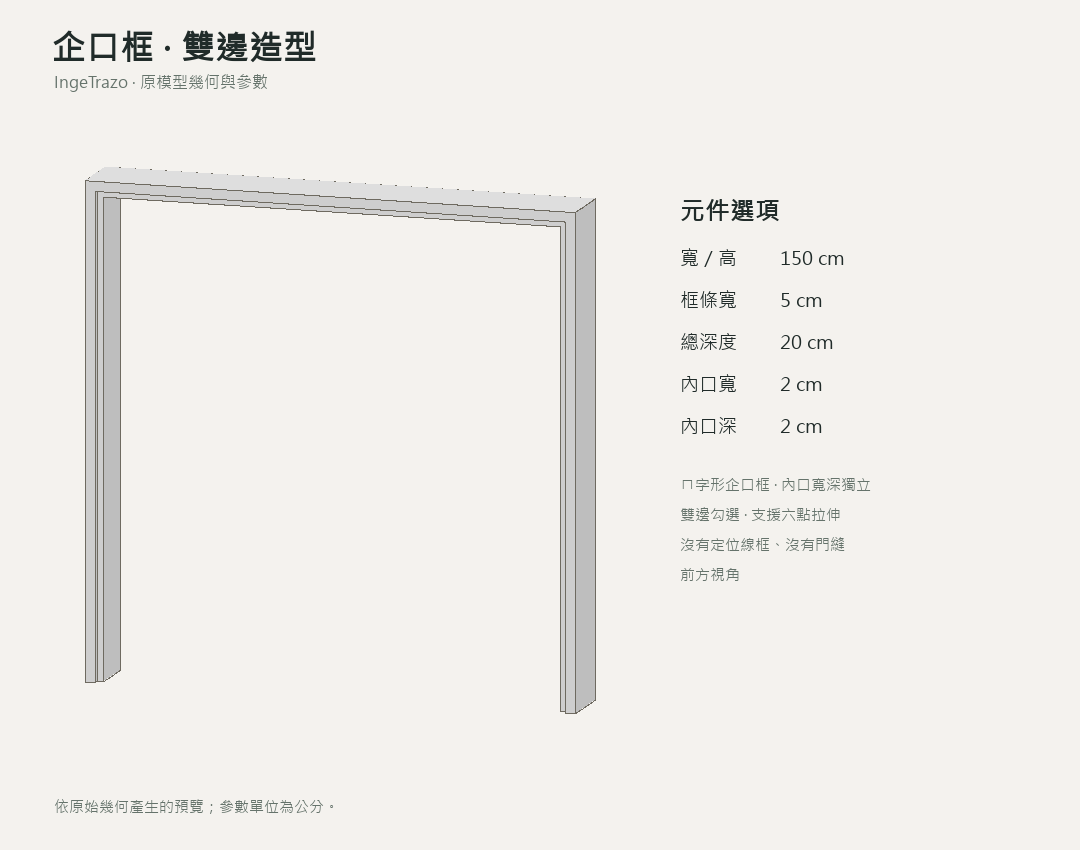 企口框 · 雙邊造型
IngeTrazo · 原模型幾何與參數
元件選項
寬 / 高 150 cm
框條寬 5 cm
總深度 20 cm
內口寬 2 cm
內口深 2 cm
ㄇ字形企口框 · 內口寬深獨立
雙邊勾選 · 支援六點拉伸
沒有定位線框、沒有門縫
前方視角
依原始幾何產生的預覽；參數單位為公分。